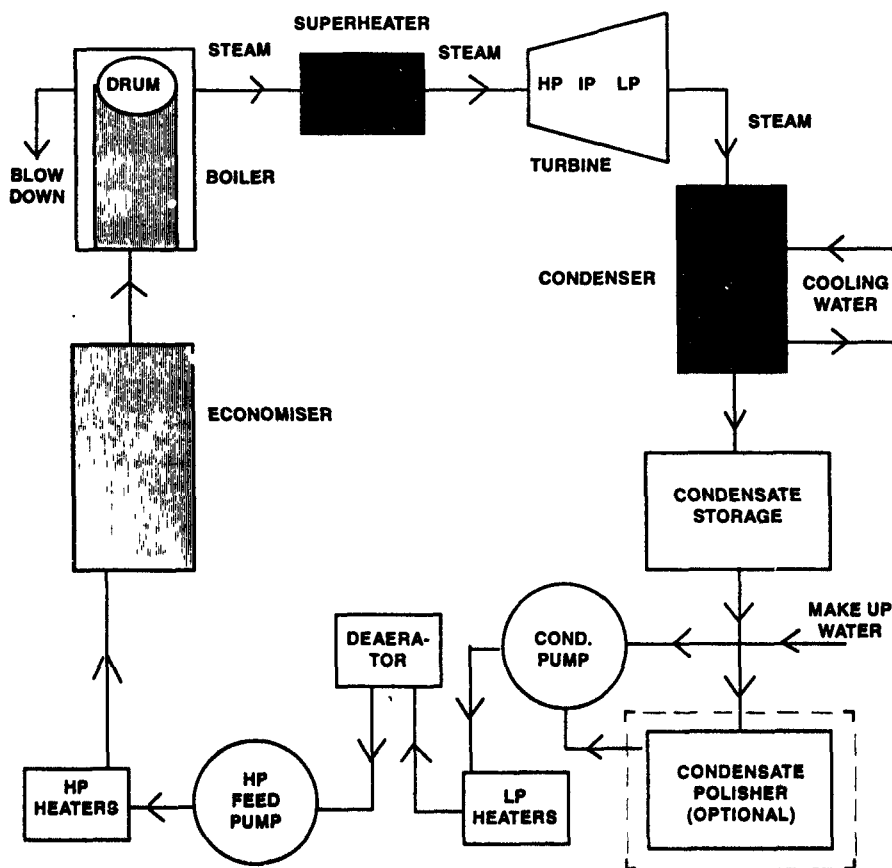 SUPERHEATER
STEAM
STEAM
DRUM
HP IP LP
STEAM
BLOW
DOWN
BOILER
TURBINE
CONDENSER
COOLING
WATER
ECONOMISER
CONDENSATE
STORAGE
MAKE UP
WATER
DEAERA-
TOR
COND.
PUMP
HP
HEATERS
HP
FEED
PUMP
LP
HEATERS
CONDENSATE
POLISHER
(OPTIONAL)